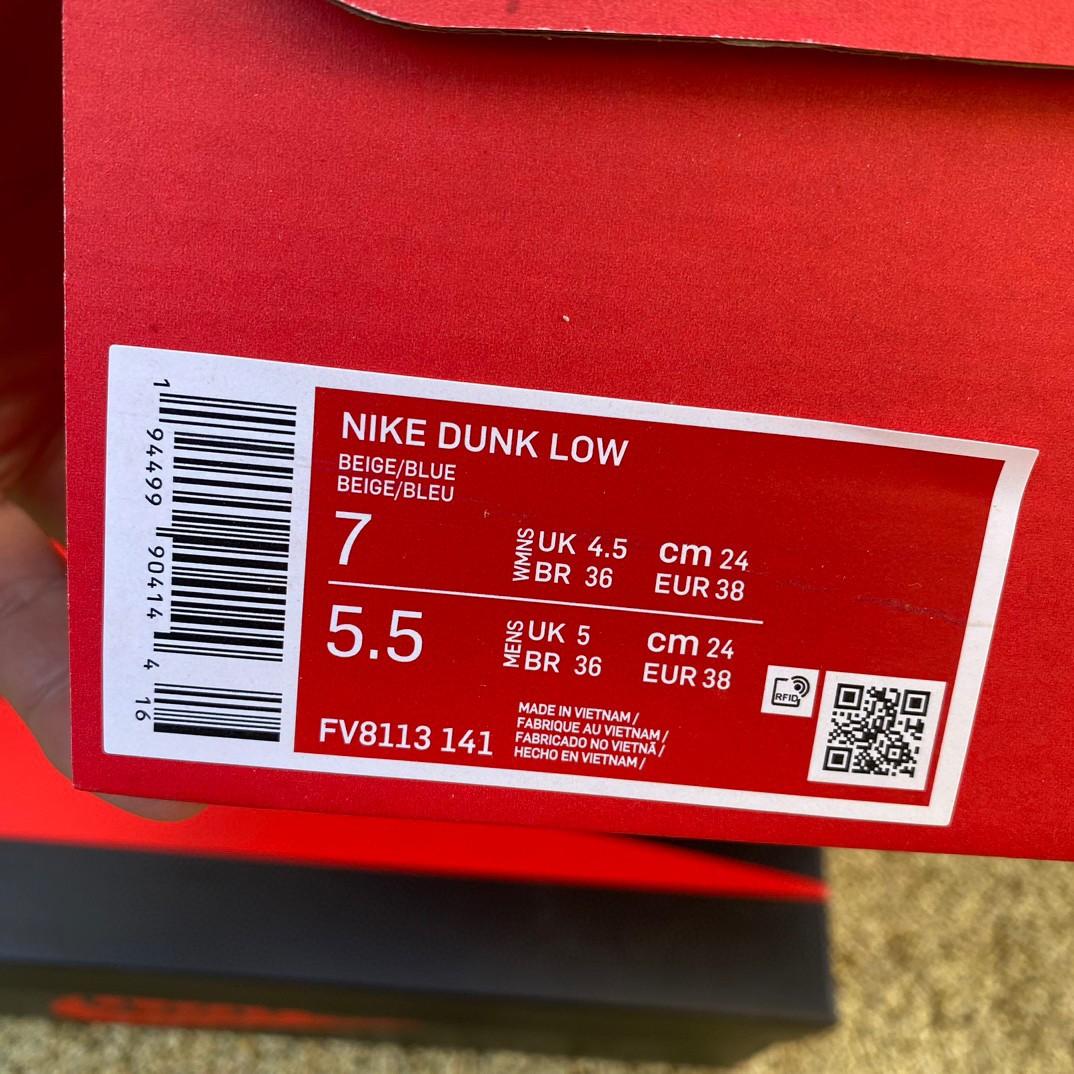 NIKE DUNK LOW
BEIGE/BLUE
BEIGE/BLEU
7
WMNS
UK 4.5 cm 24
BR 36 EUR 38
5.5
MENS
UK 5 cm 24
BR 36 EUR 38
FV8113 141
MADE IN VIETNAM /
FABRIQUE AU VIETNAM /
FABRICADO NO VIETNÃ /
HECHO EN VIETNAM /
RFID
1 94499 90414 4 16